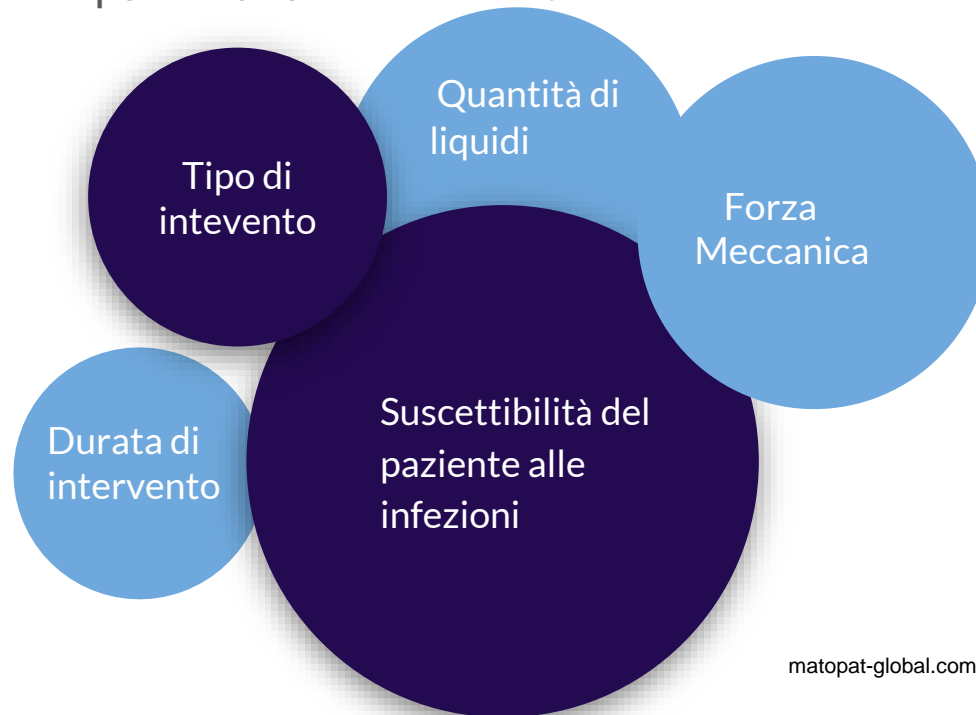 Quantità di
liquidi
Tipo di
intevento
Forza
Meccanica
Suscettibilità del
paziente alle
infezioni
Durata di
intervento
matopat-global.com